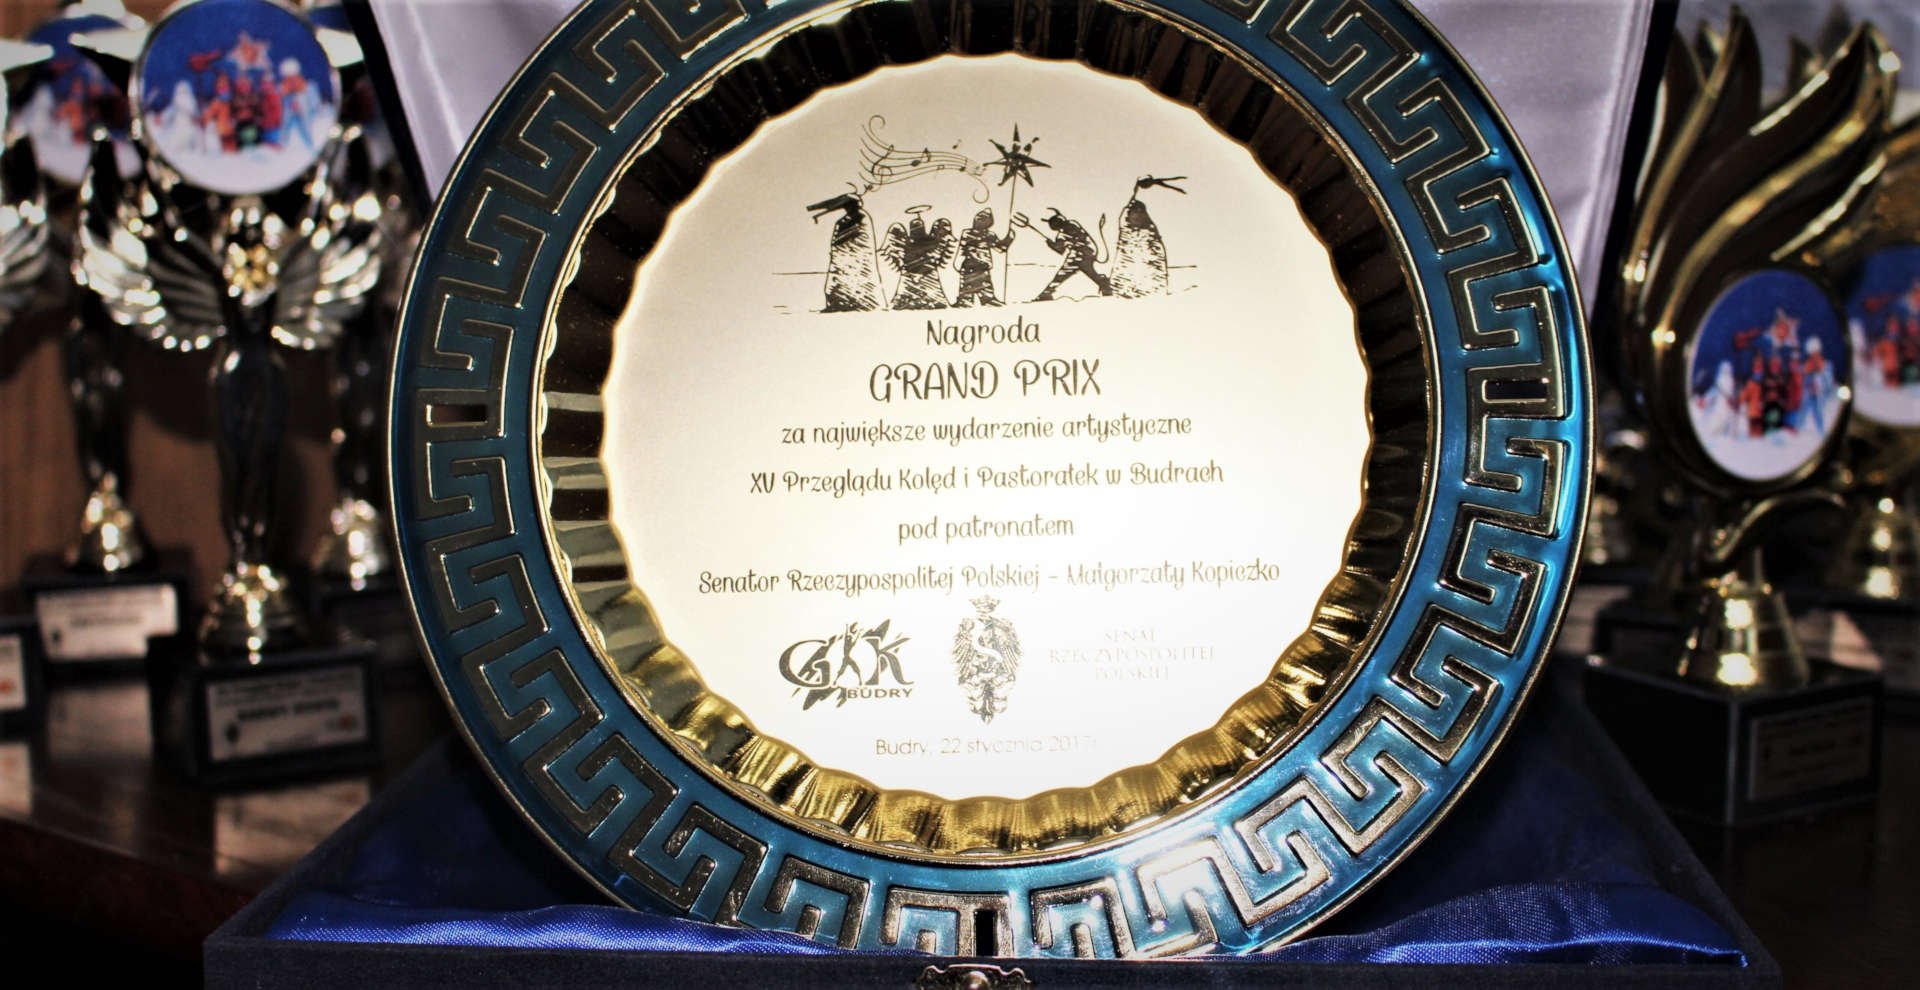 Nagroda
GRAND PRIX
za największe wydarzenie artystyczne
XV Przeglądu Kolęd i Pastorałek w Budrach
pod patronatem
Senator Rzeczypospolitej Polskiej - Małgorzaty Kopiczko
GOK
BUDRY
SENAT
RZECZYPOSPOLITEJ
POLSKIEJ
Budry, 22 stycznia 2017r.